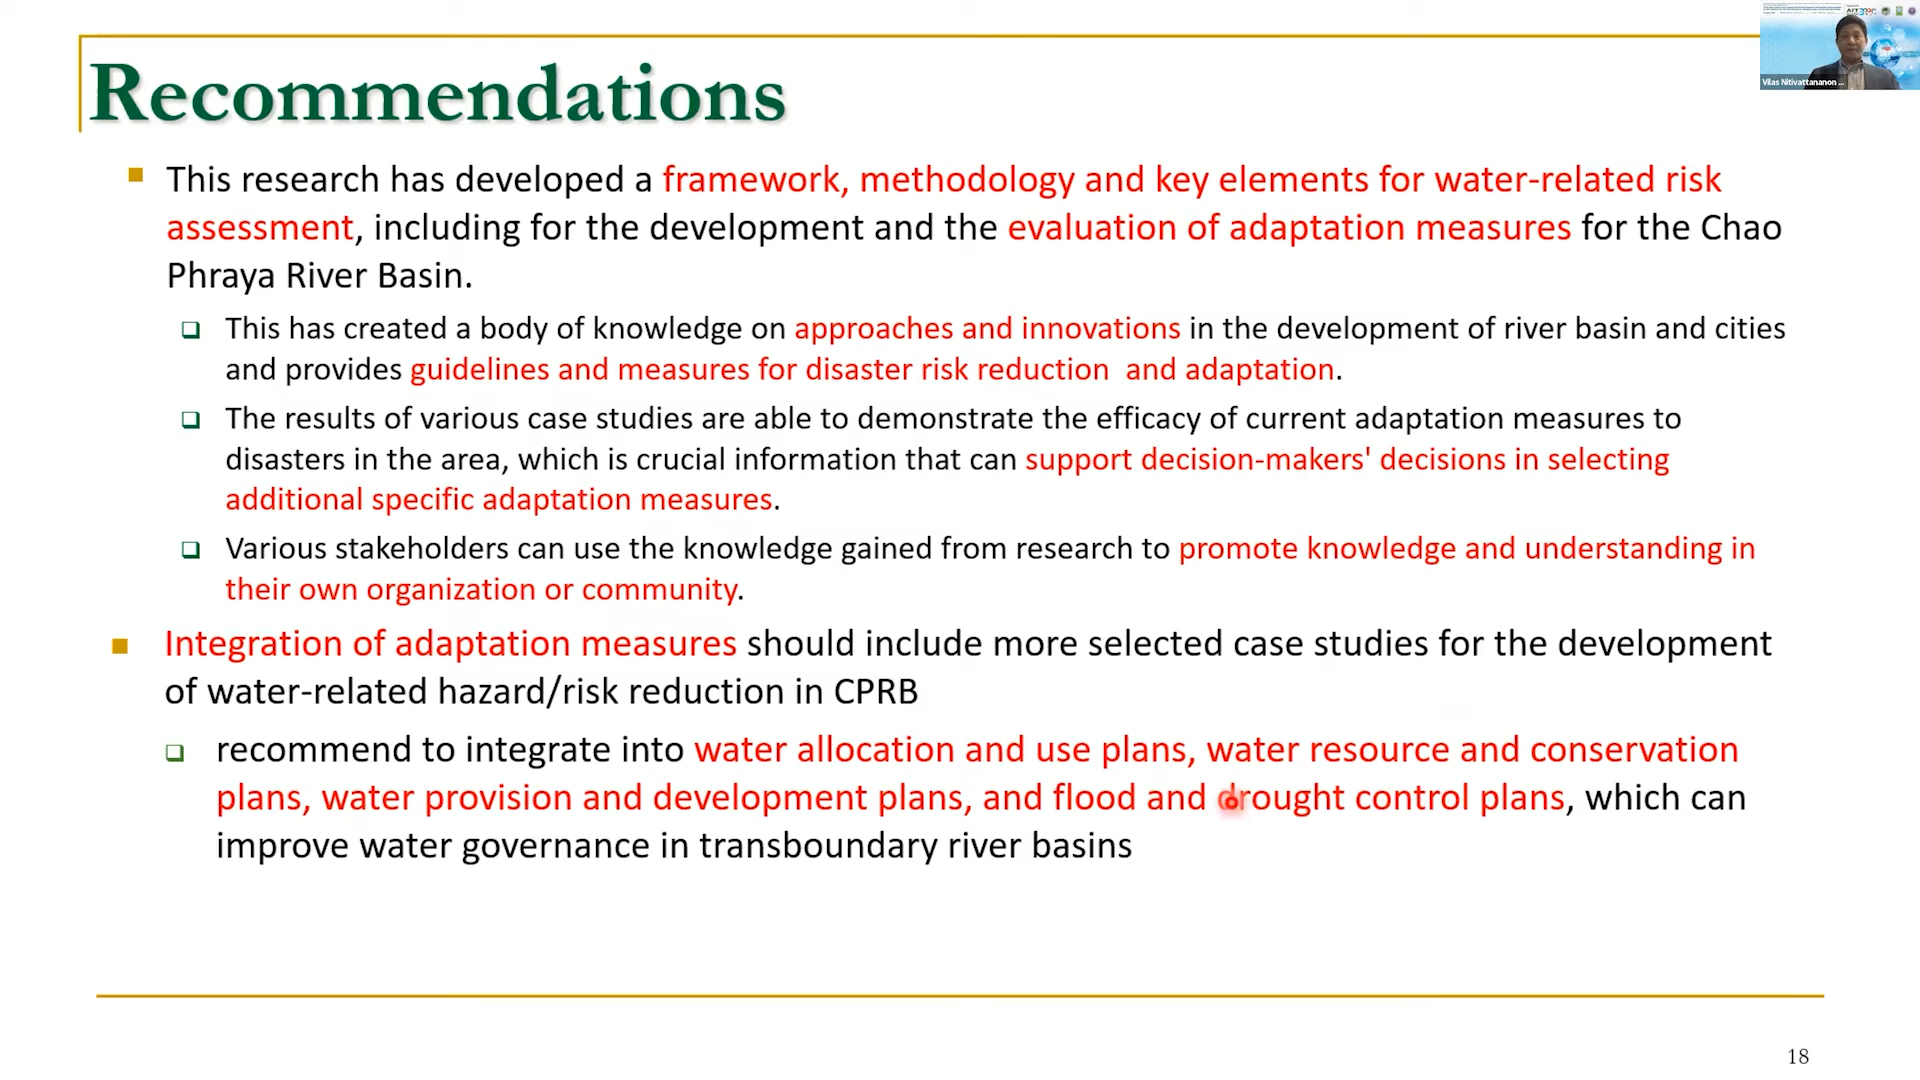 Recommendations
Vilas Nitivattananon ...
This research has developed a framework, methodology and key elements for water-related risk
assessment, including for the development and the evaluation of adaptation measures for the Chao
Phraya River Basin.
This has created a body of knowledge on approaches and innovations in the development of river basin and cities
and provides guidelines and measures for disaster risk reduction  and adaptation.
The results of various case studies are able to demonstrate the efficacy of current adaptation measures to
disasters in the area, which is crucial information that can support decision-makers' decisions in selecting
additional specific adaptation measures.
Various stakeholders can use the knowledge gained from research to promote knowledge and understanding in
their own organization or community.
Integration of adaptation measures should include more selected case studies for the development
of water-related hazard/risk reduction in CPRB
recommend to integrate into water allocation and use plans, water resource and conservation
plans, water provision and development plans, and flood and drought control plans, which can
improve water governance in transboundary river basins
18